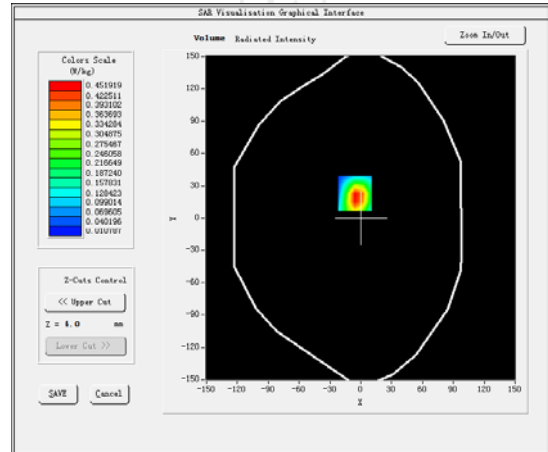 SAR Visualisation Graphical Interface
Volume Radiated Intensity
Zoom In/Out
Colors Scale
(W/kg)
0.451919
0.422511
0.393102
0.363693
0.334284
0.304875
0.275467
0.246058
0.216649
0.187240
0.157831
0.128423
0.099014
0.069605
0.040196
0.010787
150
120
90
60
30
0
-30
-60
-90
-120
-150
Y
-150 -120 -90 -60 -30 0 30 60 90 120 150
X
Z-Cuts Control
<< Upper Cut
Z = 4.0 mm
Lower Cut >>
SAVE Cancel